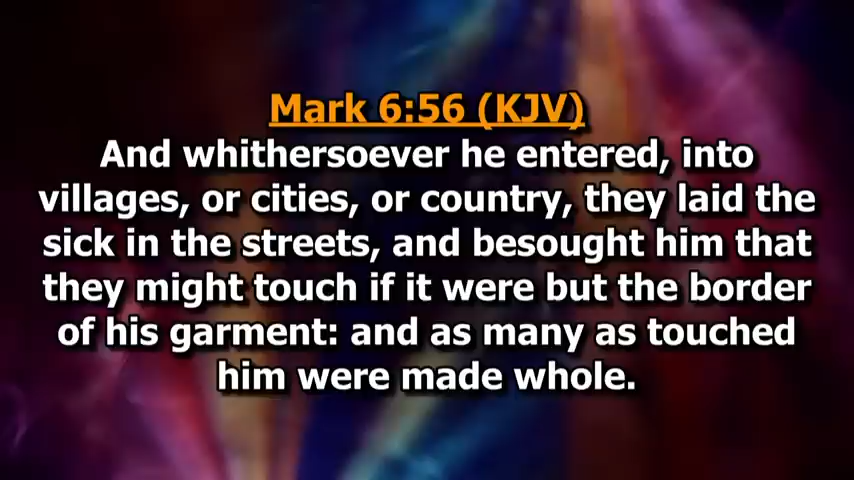 Mark 6:56 (KJV)
And whithersoever he entered, into
villages, or cities, or country, they laid the
sick in the streets, and besought him that
they might touch if it were but the border
of his garment: and as many as touched
him were made whole.